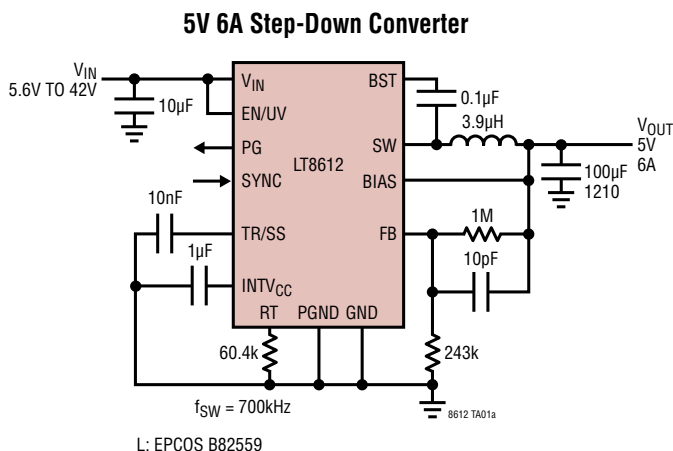 5V 6A Step-Down Converter
VIN
5.6V TO 42V
10µF
VIN
EN/UV
PG
SYNC
TR/SS
INTVCC
RT
PGND
GND
LT8612
BST
SW
BIAS
FB
0.1µF
3.9µH
VOUT
5V
6A
100µF
1210
10nF
1µF
1M
10pF
60.4k
243k
fSW = 700kHz
8612 TA01a
L: EPCOS B82559